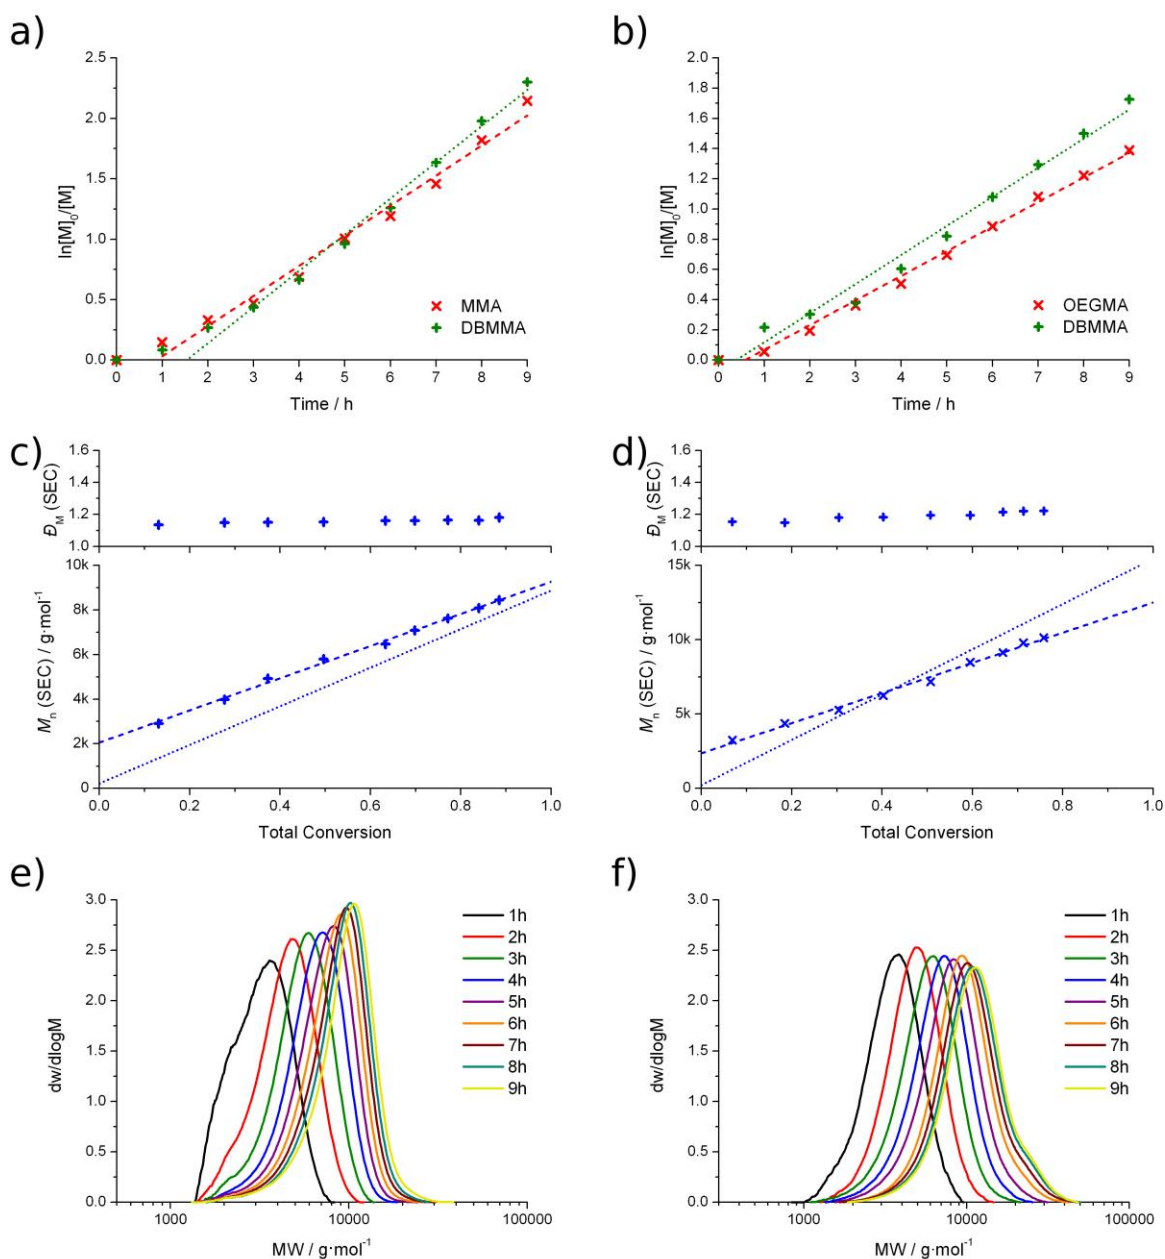 a)
2.5
2.0
1.5
1.0
0.5
0.0
ln[M]₀/[M]
MMA
DBMMA
0 1 2 3 4 5 6 7 8 9
Time / h
b)
2.0
1.8
1.6
1.4
1.2
1.0
0.8
0.6
0.4
0.2
0.0
ln[M]₀/[M]
OEGMA
DBMMA
0 1 2 3 4 5 6 7 8 9
Time / h
c)
1.6
1.4
1.2
1.0
Đ_M (SEC)
10k
8k
6k
4k
2k
0
M_n (SEC) / g·mol⁻¹
0.0 0.2 0.4 0.6 0.8 1.0
Total Conversion
d)
1.6
1.4
1.2
1.0
Đ_M (SEC)
15k
10k
5k
0
M_n (SEC) / g·mol⁻¹
0.0 0.2 0.4 0.6 0.8 1.0
Total Conversion
e)
3.0
2.5
2.0
1.5
1.0
0.5
0.0
dw/dlogM
1h
2h
3h
4h
5h
6h
7h
8h
9h
1000 10000 100000
MW / g·mol⁻¹
f)
3.0
2.5
2.0
1.5
1.0
0.5
0.0
dw/dlogM
1h
2h
3h
4h
5h
6h
7h
8h
9h
1000 10000 100000
MW / g·mol⁻¹